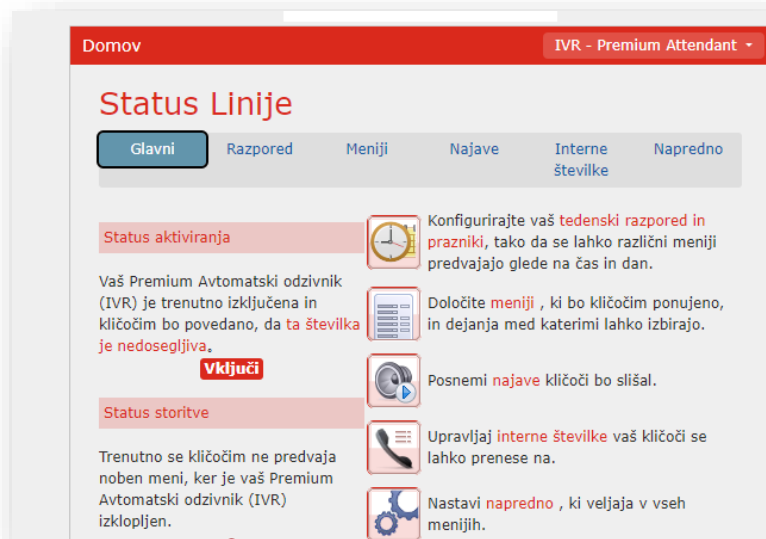 Domov
IVR - Premium Attendant
Status Linije
Glavni
Razpored
Meniji
Najave
Interne
številke
Napredno
Status aktiviranja
Vaš Premium Avtomatski odzivnik
(IVR) je trenutno izključena in
kličočim bo povedano, da ta številka
je nedosegljiva.
Vključi
Status storitve
Trenutno se kličočim ne predvaja
noben meni, ker je vaš Premium
Avtomatski odzivnik (IVR)
izklopljen.
Konfigurirajte vaš tedenski razpored in
prazniki, tako da se lahko različni meniji
predvajajo glede na čas in dan.
Določite meniji , ki bo kličočim ponujeno,
in dejanja med katerimi lahko izbirajo.
Posnemi najave kličoči bo slišal.
Upravljaj interne številke vaš kličoči se
lahko prenese na.
Nastavi napredno , ki veljaja v vseh
menijih.